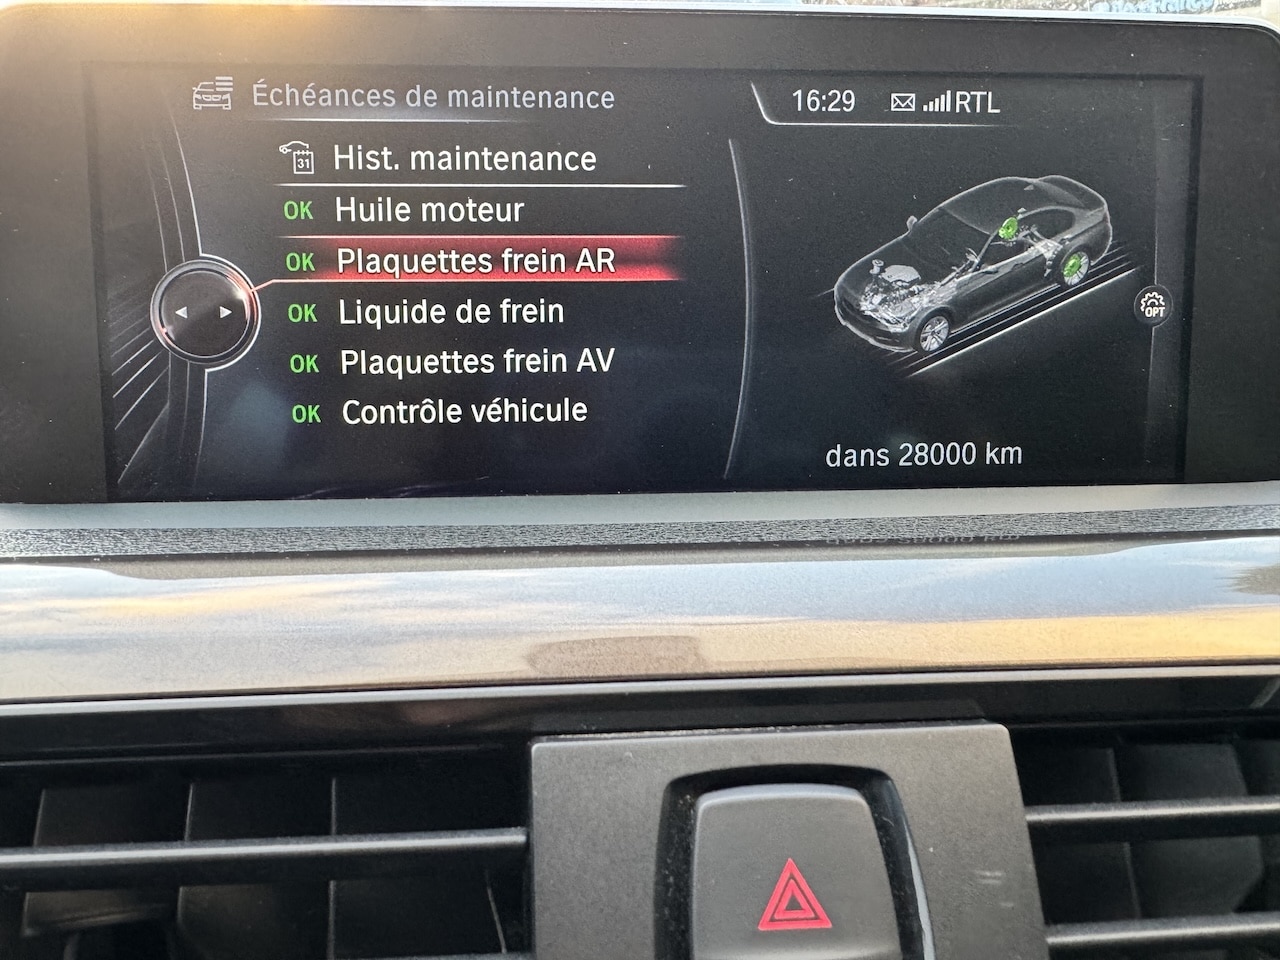 Échéances de maintenance
16:29 RTL
31 Hist. maintenance
OK Huile moteur
OK Plaquettes frein AR
OK Liquide de frein
OK Plaquettes frein AV
OK Contrôle véhicule
OPT
dans 28000 km